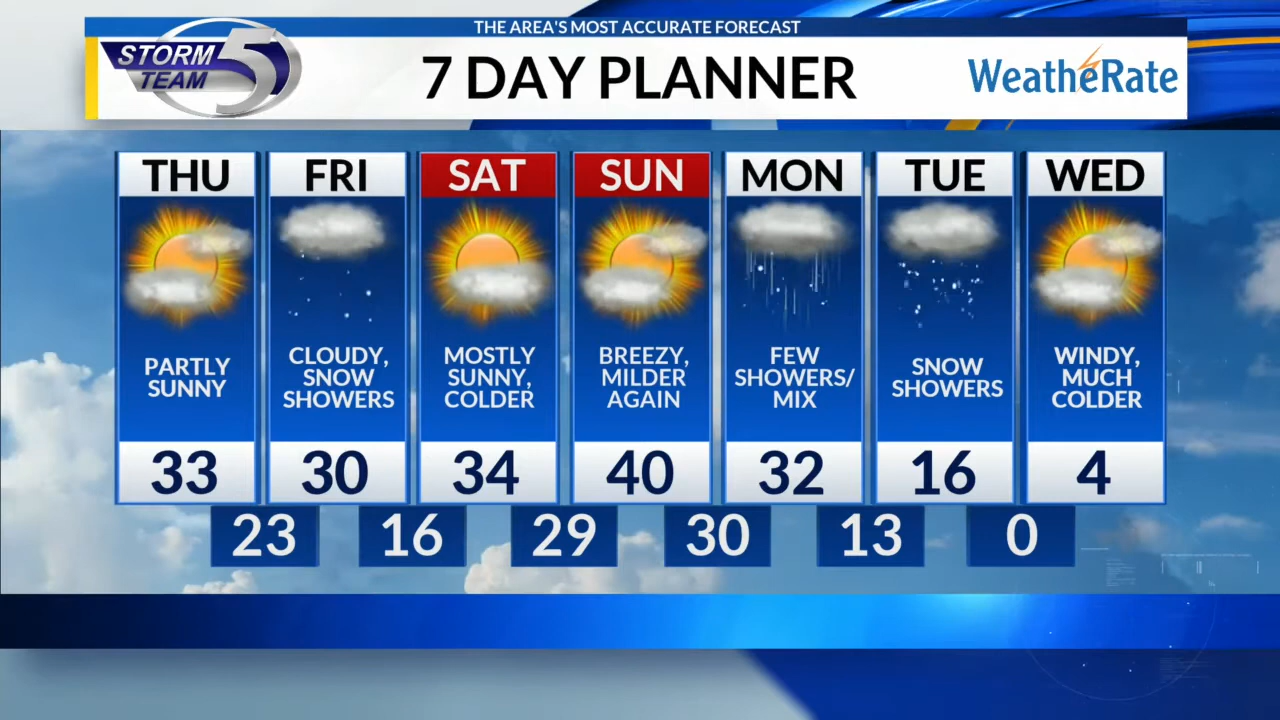 THE AREA'S MOST ACCURATE FORECAST
STORM
TEAM
5
7 DAY PLANNER
WeatheRate
THU
FRI
SAT
SUN
MON
TUE
WED
PARTLY
SUNNY
CLOUDY,
SNOW
SHOWERS
MOSTLY
SUNNY,
COLDER
BREEZY,
MILDER
AGAIN
FEW
SHOWERS/
MIX
SNOW
SHOWERS
WINDY,
MUCH
COLDER
33
30
34
40
32
16
4
23
16
29
30
13
0